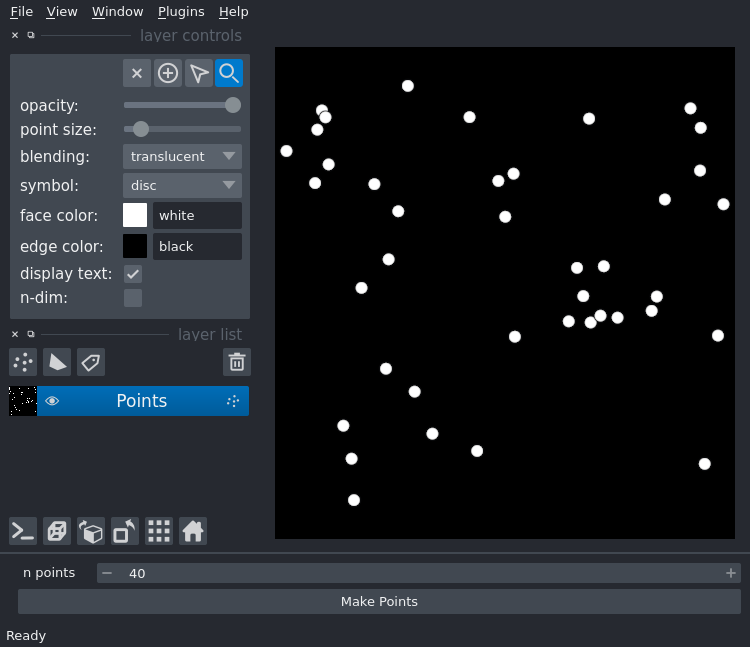 File View Window Plugins Help
layer controls
opacity:
point size:
blending: translucent
symbol: disc
face color: white
edge color: black
display text:
n-dim:
layer list
Points
n points 40
Make Points
Ready